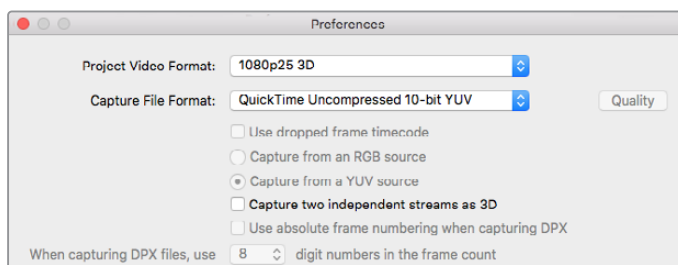 Preferences
Project Video Format: 1080p25 3D
Capture File Format: QuickTime Uncompressed 10-bit YUV Quality
Use dropped frame timecode
Capture from an RGB source
Capture from a YUV source
Capture two independent streams as 3D
Use absolute frame numbering when capturing DPX
When capturing DPX files, use 8 digit numbers in the frame count